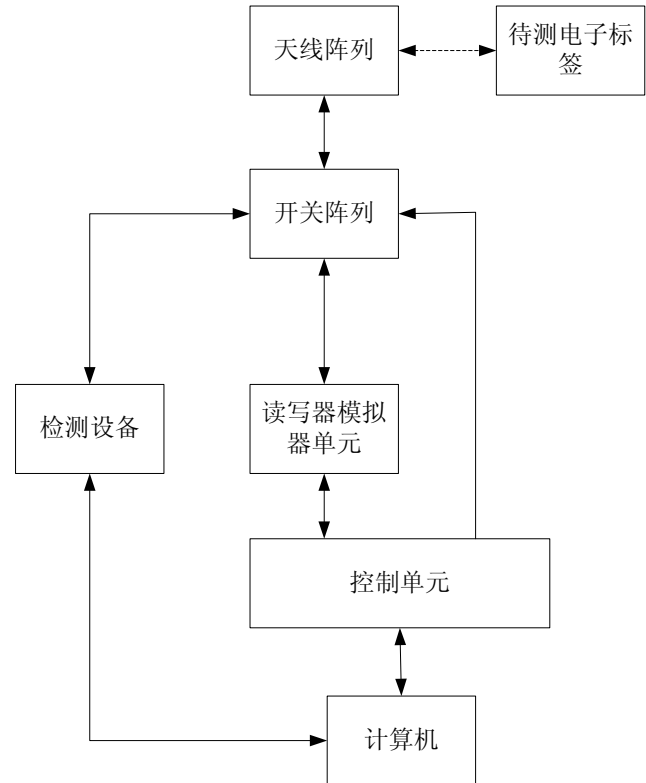 天线阵列
待测电子标
签
开关阵列
检测设备
读写器模拟
器单元
控制单元
计算机